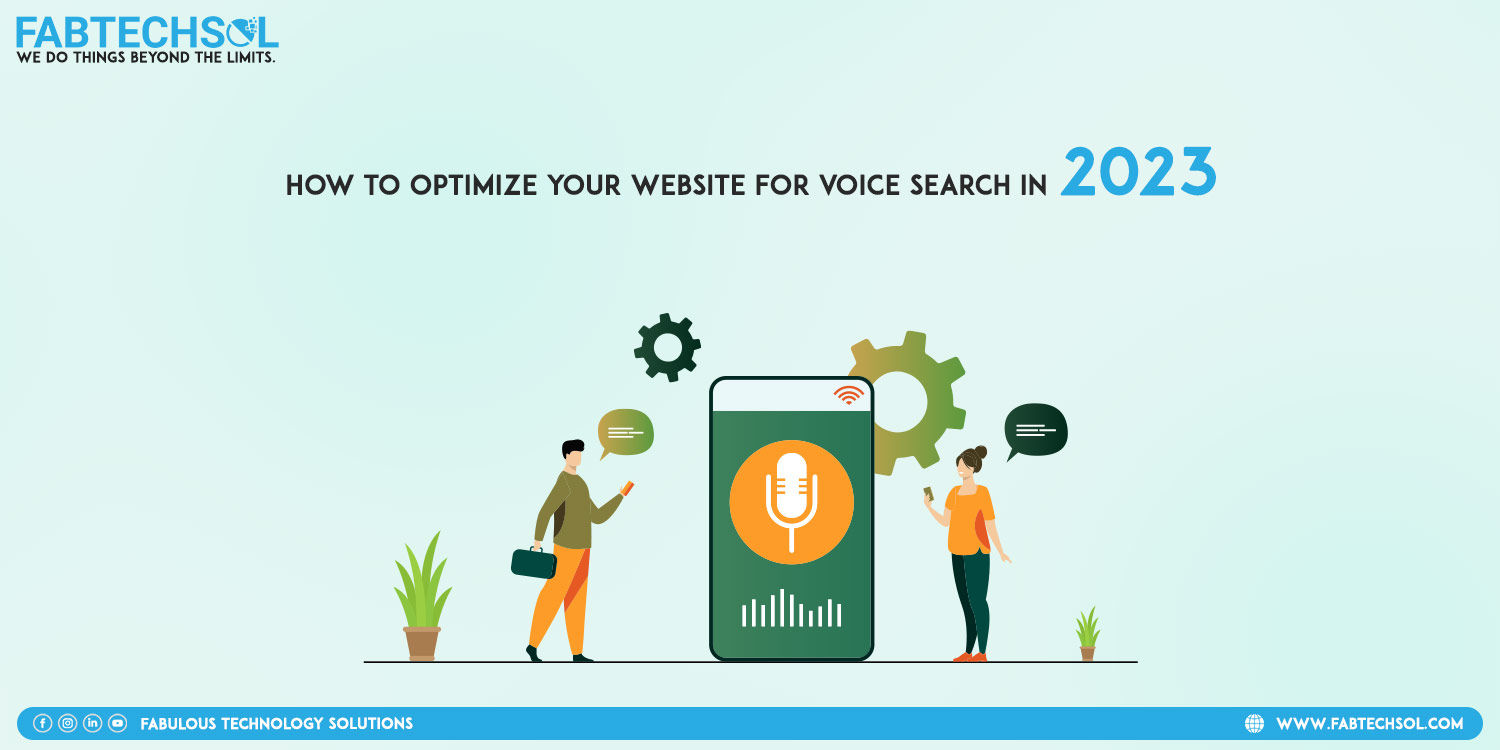 FABTECHSOL
WE DO THINGS BEYOND THE LIMITS.
HOW TO OPTIMIZE YOUR WEBSITE FOR VOICE SEARCH IN 2023
FABULOUS TECHNOLOGY SOLUTIONS
WWW.FABTECHSOL.COM